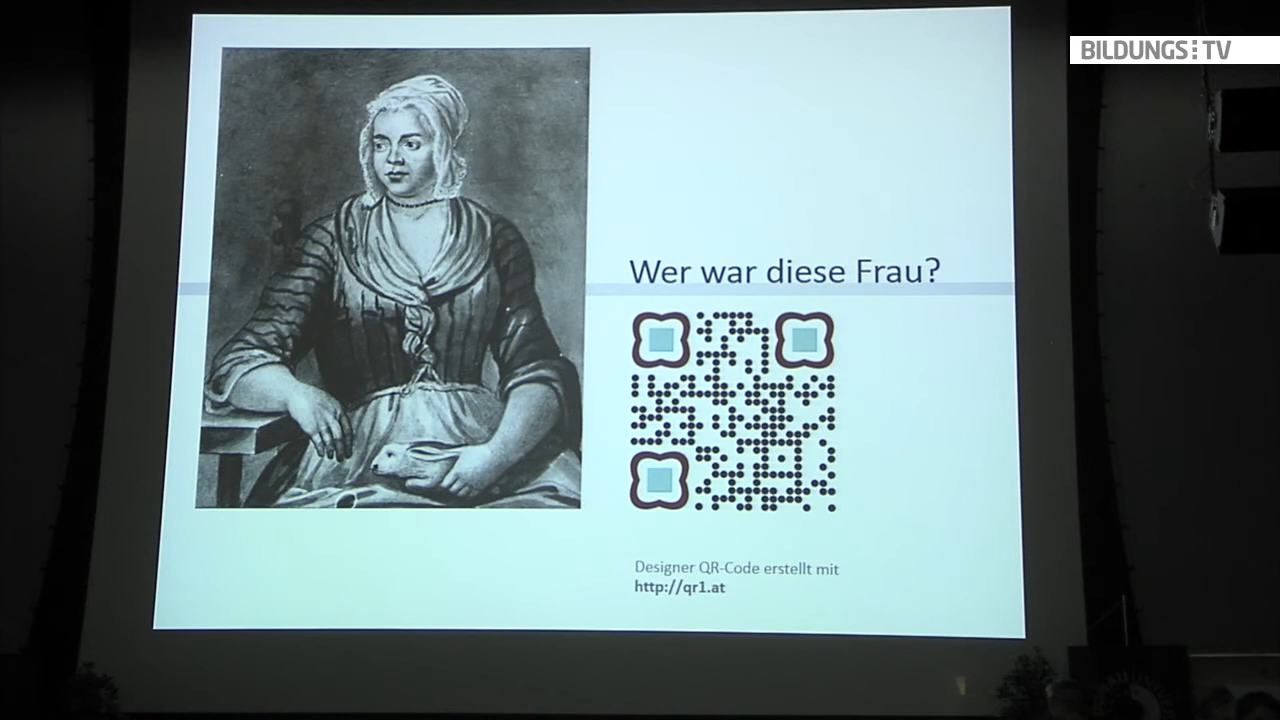 BILDUNGS:TV
Wer war diese Frau?
Designer QR-Code erstellt mit
http://qr1.at